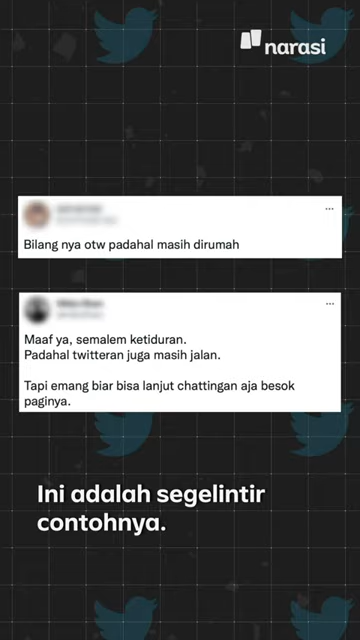 narasi
Bilang nya otw padahal masih dirumah
Maaf ya, semalem ketiduran.
Padahal twitteran juga masih jalan.
Tapi emang biar bisa lanjut chattingan aja besok
paginya.
Ini adalah segelintir
contohnya.